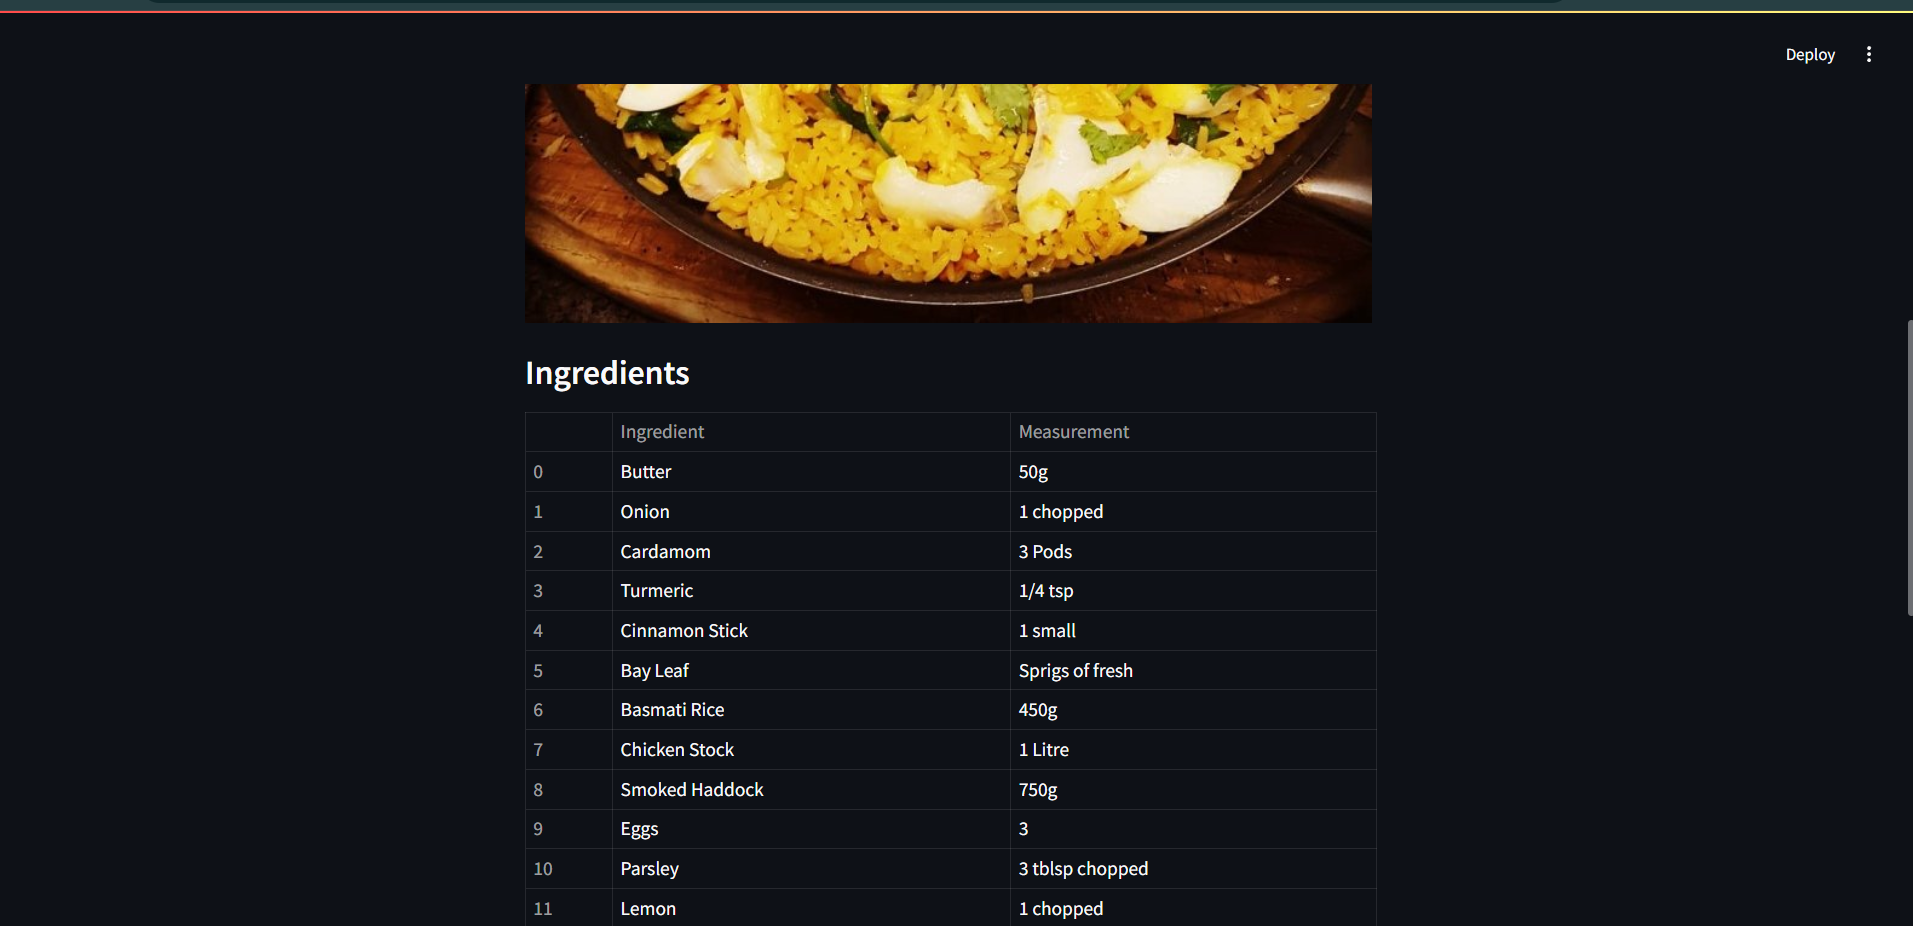 Deploy
Ingredients
Ingredient Measurement
0 Butter 50g
1 Onion 1 chopped
2 Cardamom 3 Pods
3 Turmeric 1/4 tsp
4 Cinnamon Stick 1 small
5 Bay Leaf Sprigs of fresh
6 Basmati Rice 450g
7 Chicken Stock 1 Litre
8 Smoked Haddock 750g
9 Eggs 3
10 Parsley 3 tblsp chopped
11 Lemon 1 chopped